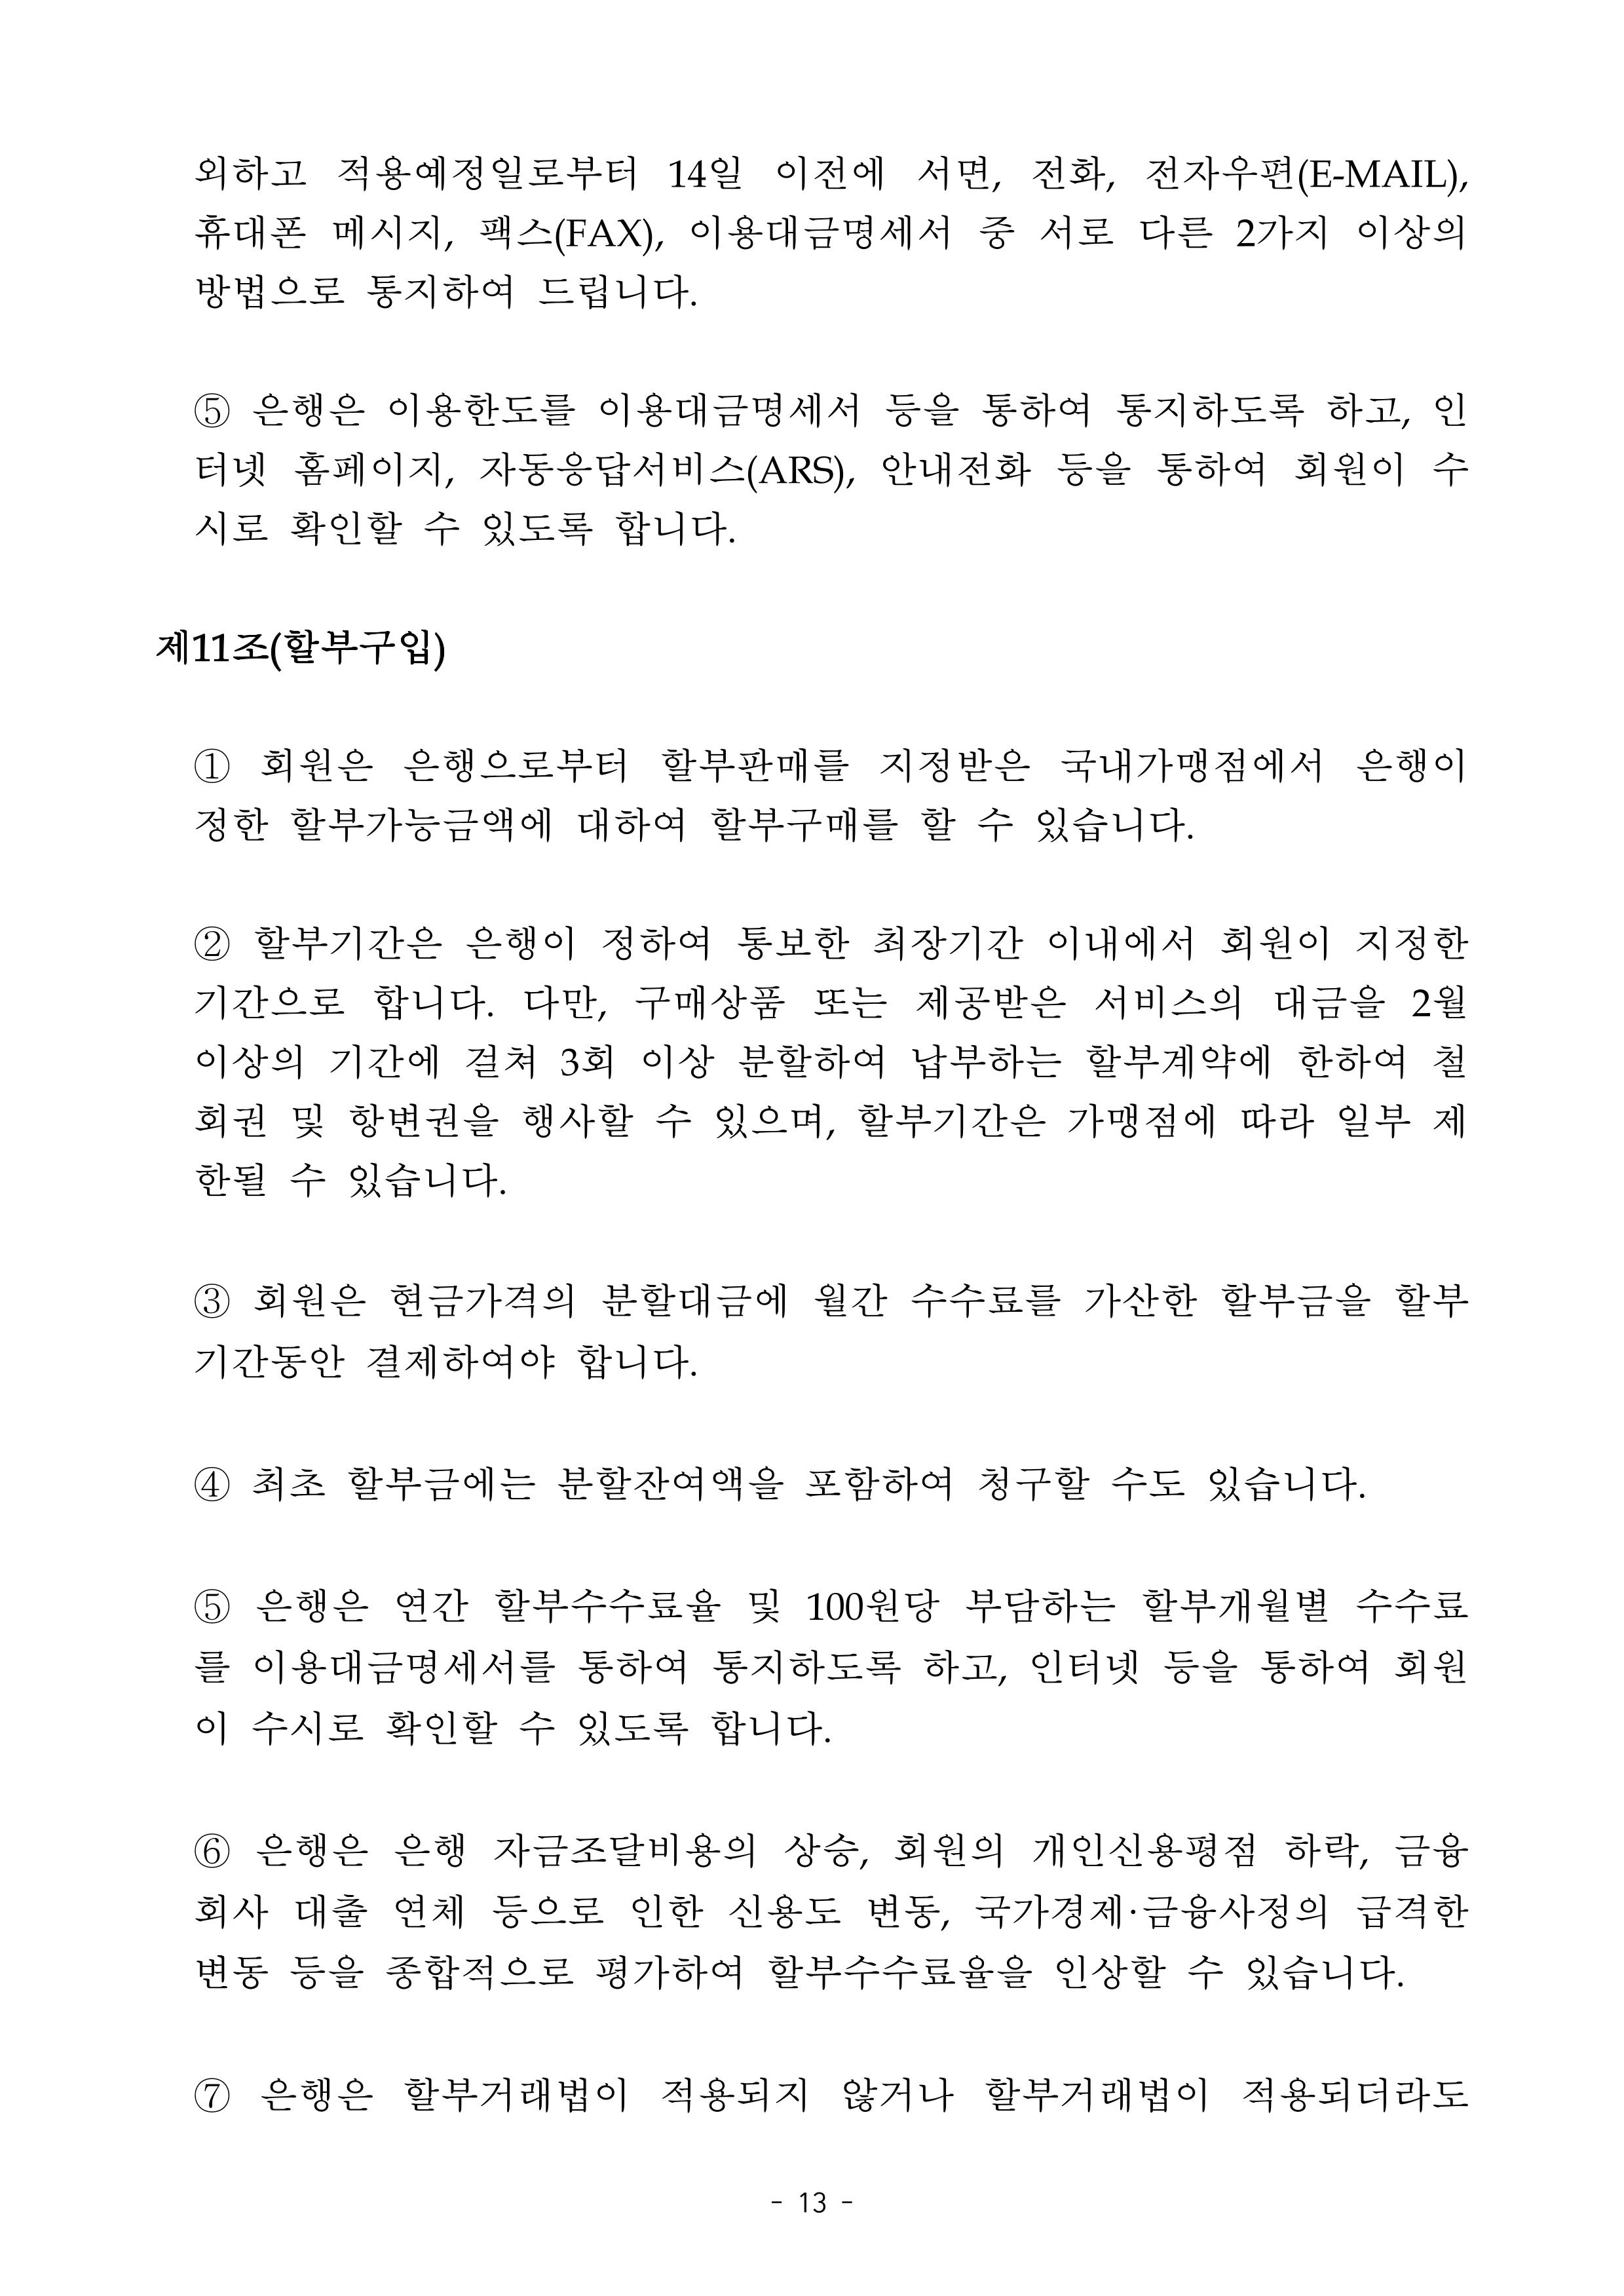 외하고 적용예정일로부터 14일 이전에 서면, 전화, 전자우편(E-MAIL),
휴대폰 메시지, 팩스(FAX), 이용대금명세서 중 서로 다른 2가지 이상의
방법으로 통지하여 드립니다.
⑤ 은행은 이용한도를 이용대금명세서 등을 통하여 통지하도록 하고, 인
터넷 홈페이지, 자동응답서비스(ARS), 안내전화 등을 통하여 회원이 수
시로 확인할 수 있도록 합니다.
제11조(할부구입)
① 회원은 은행으로부터 할부판매를 지정받은 국내가맹점에서 은행이
정한 할부가능금액에 대하여 할부구매를 할 수 있습니다.
② 할부기간은 은행이 정하여 통보한 최장기간 이내에서 회원이 지정한
기간으로 합니다. 다만, 구매상품 또는 제공받은 서비스의 대금을 2월
이상의 기간에 걸쳐 3회 이상 분할하여 납부하는 할부계약에 한하여 철
회권 및 항변권을 행사할 수 있으며, 할부기간은 가맹점에 따라 일부 제
한될 수 있습니다.
③ 회원은 현금가격의 분할대금에 월간 수수료를 가산한 할부금을 할부
기간동안 결제하여야 합니다.
④ 최초 할부금에는 분할잔여액을 포함하여 청구할 수도 있습니다.
⑤ 은행은 연간 할부수수료율 및 100원당 부담하는 할부개월별 수수료
를 이용대금명세서를 통하여 통지하도록 하고, 인터넷 등을 통하여 회원
이 수시로 확인할 수 있도록 합니다.
⑥ 은행은 은행 자금조달비용의 상승, 회원의 개인신용평점 하락, 금융
회사 대출 연체 등으로 인한 신용도 변동, 국가경제·금융사정의 급격한
변동 등을 종합적으로 평가하여 할부수수료율을 인상할 수 있습니다.
⑦ 은행은 할부거래법이 적용되지 않거나 할부거래법이 적용되더라도
- 13 -